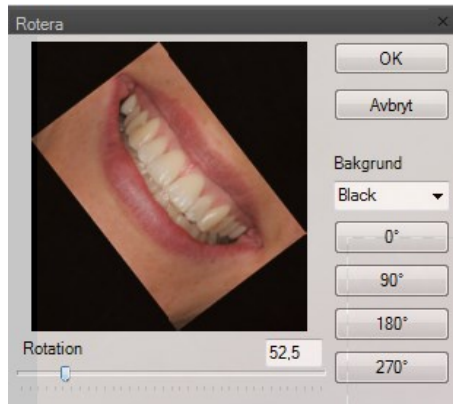 Rotera
OK
Avbryt
Bakgrund
Black
0°
90°
180°
270°
Rotation
52,5